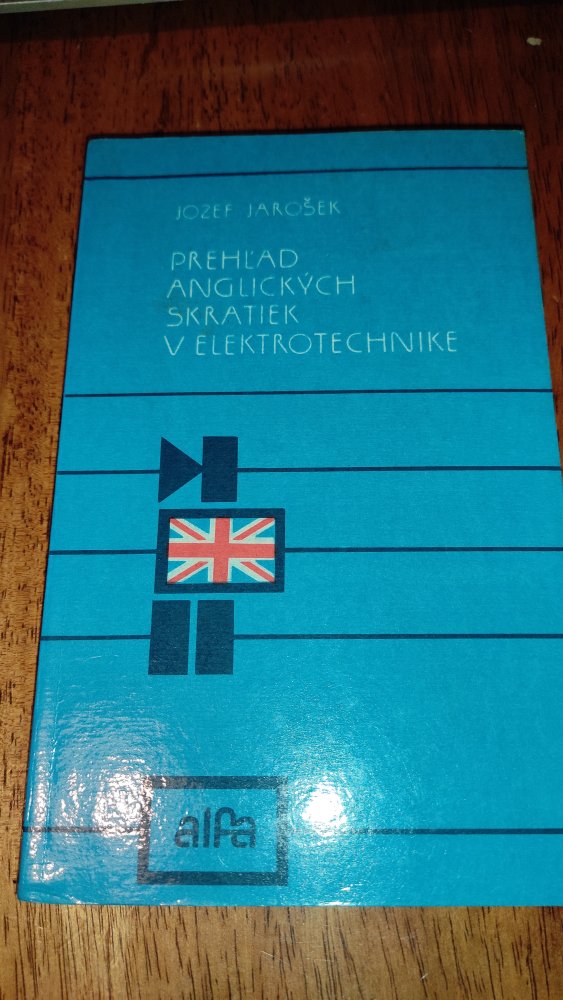 JOZEF JAROŠEK
PREHĽAD
ANGLICKÝCH
SKRATIEK
V ELEKTROTECHNIKE
alfa